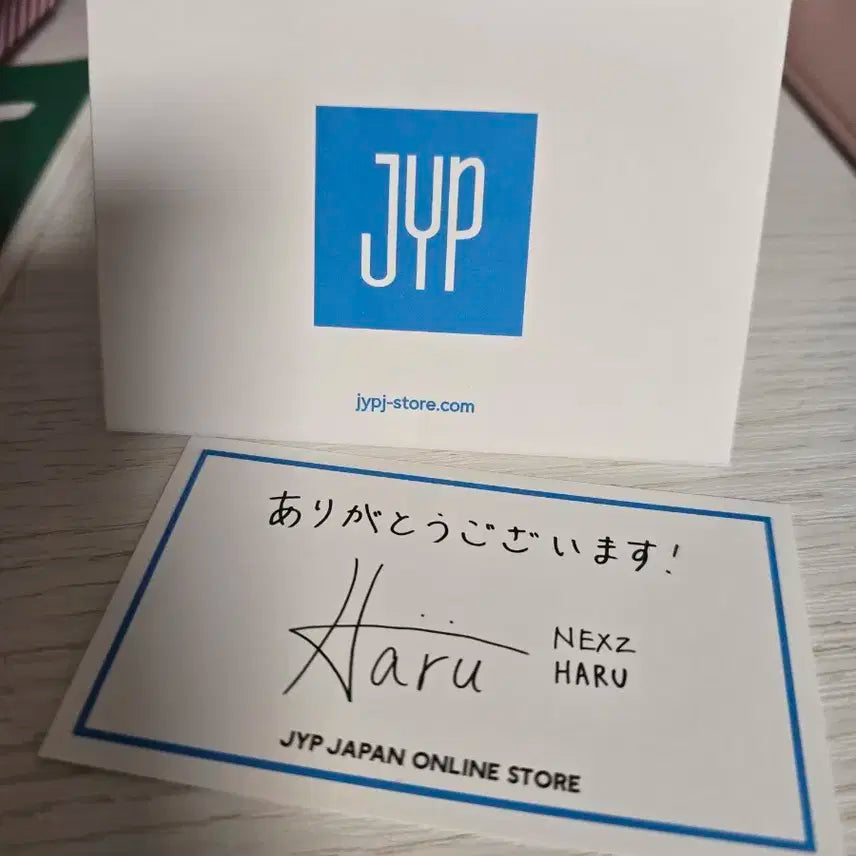 JYP
jypj-store.com
ありがとうございます!
Haru
NEXZ
HARU
JYP JAPAN ONLINE STORE